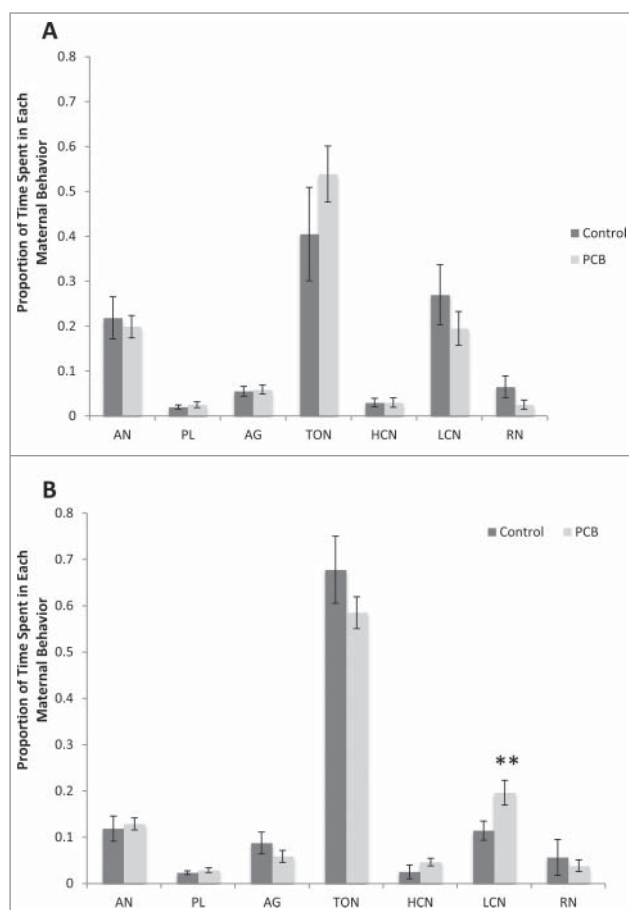 A
Proportion of Time Spent in Each
Maternal Behavior
0.8
0.7
0.6
0.5
0.4
0.3
0.2
0.1
0
AN PL AG TON HCN LCN RN
Control
PCB
B
Proportion of Time Spent in Each
Maternal Behavior
0.8
0.7
0.6
0.5
0.4
0.3
0.2
0.1
0
Control PCB
**
AN PL AG TON HCN LCN RN